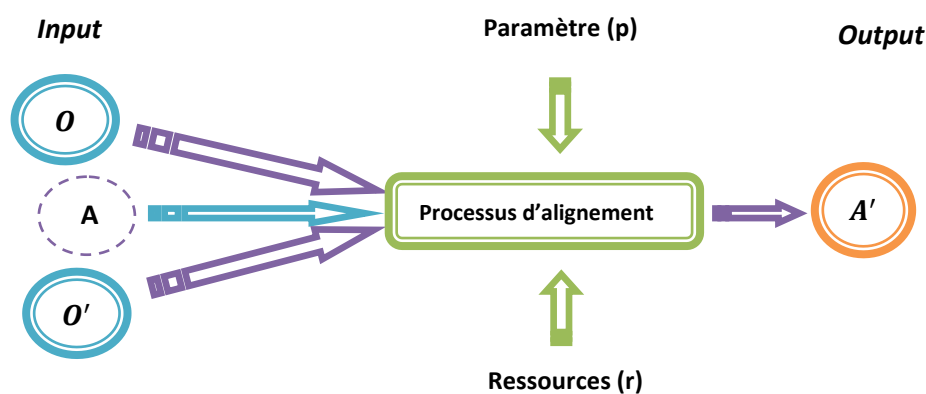 Input
Paramètre (p)
Output
O
A
Processus d’alignement
A′
O′
Ressources (r)